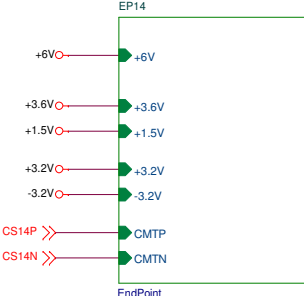 EP14
+6V +6V
+3.6V +3.6V
+1.5V +1.5V
+3.2V +3.2V
-3.2V -3.2V
CS14P CMTP
CS14N CMTN
EndPoint